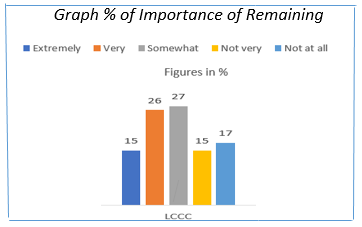 Graph % of Importance of Remaining
Extremely Very Somewhat Not very Not at all
Figures in %
15 26 27 15 17
LCCC